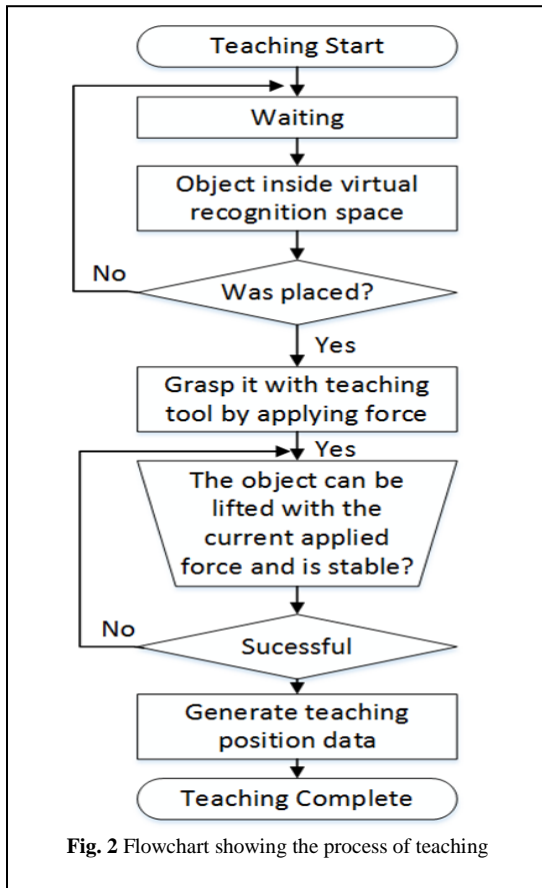 Teaching Start
Waiting
Object inside virtual
recognition space
No
Was placed?
Yes
Grasp it with teaching
tool by applying force
Yes
The object can be
lifted with the
current applied
force and is stable?
No
Sucessful
Generate teaching
position data
Teaching Complete
Fig. 2 Flowchart showing the process of teaching